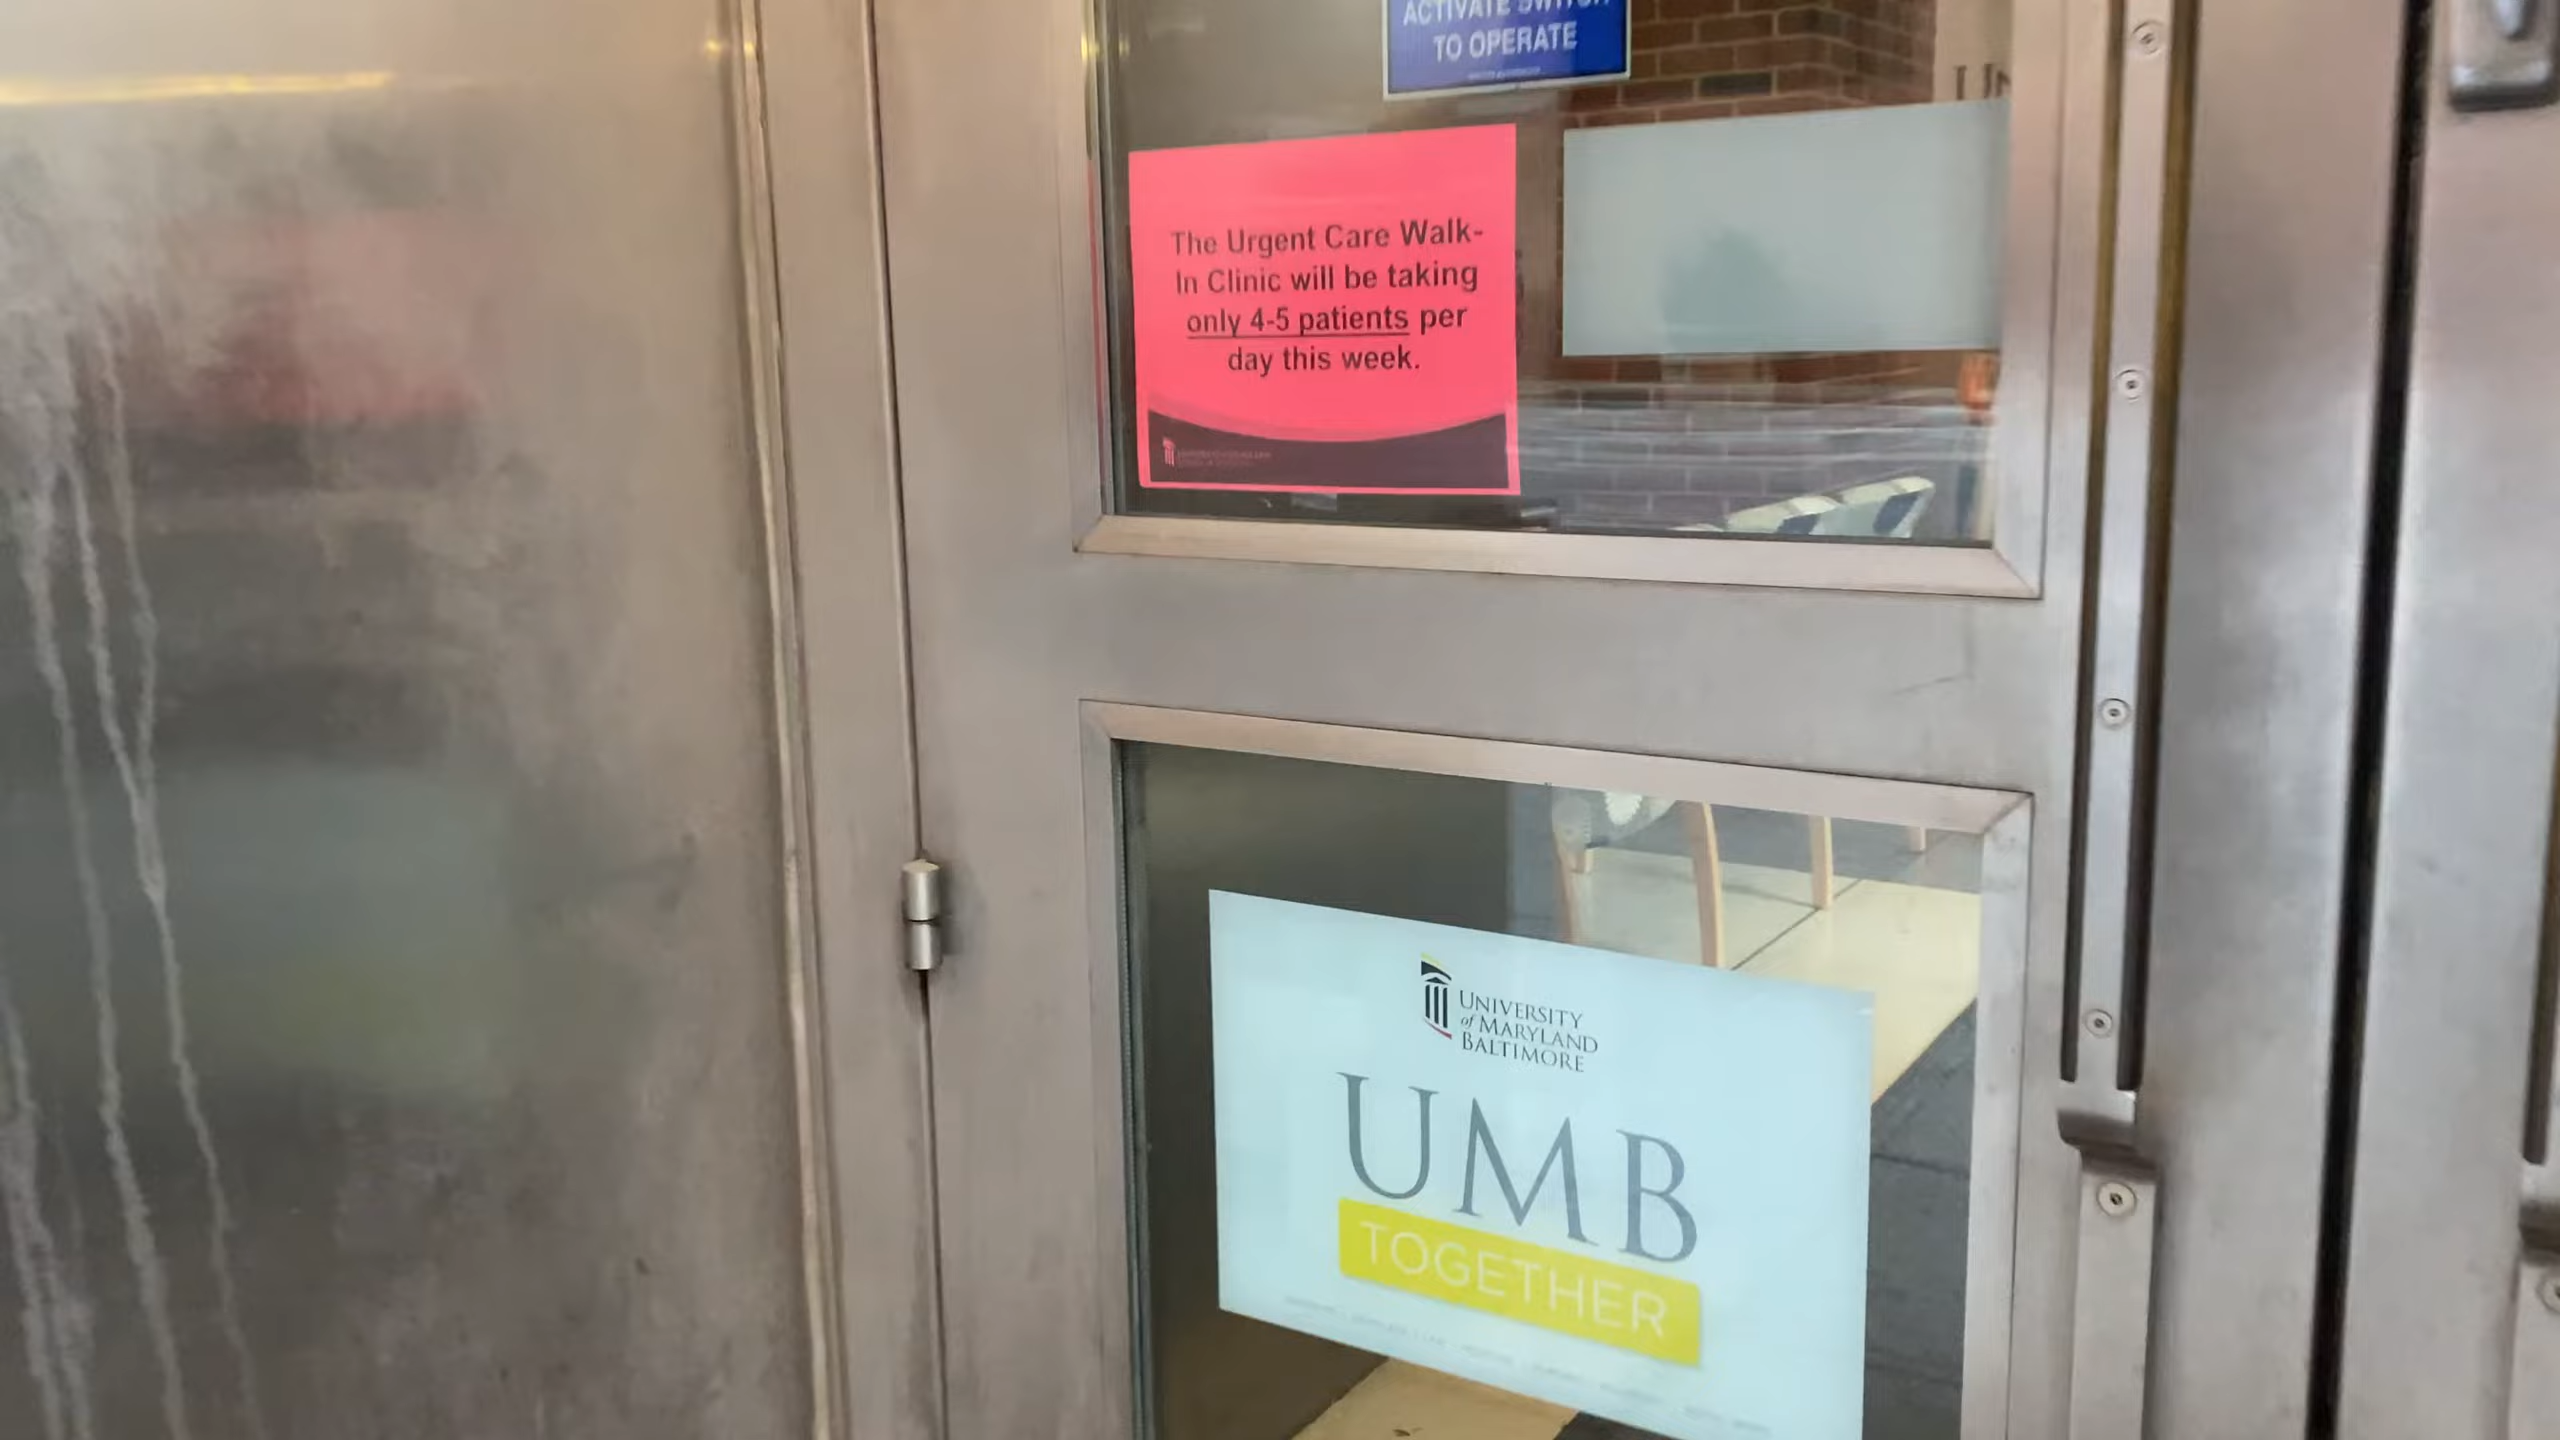 ACTIVATE SWITCH
TO OPERATE
The Urgent Care Walk-
In Clinic will be taking
only 4-5 patients per
day this week.
UNIVERSITY
of MARYLAND
BALTIMORE
UMB
TOGETHER